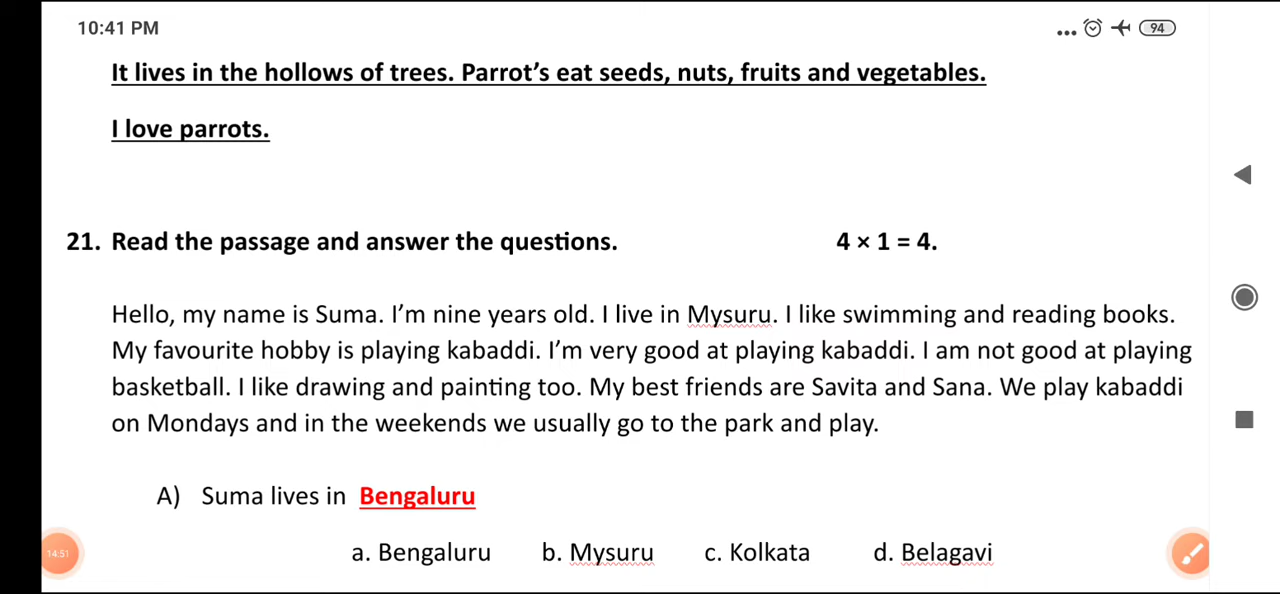 10:41 PM
... 94
It lives in the hollows of trees. Parrot’s eat seeds, nuts, fruits and vegetables.
I love parrots.
21. Read the passage and answer the questions. 4 × 1 = 4.
Hello, my name is Suma. I’m nine years old. I live in Mysuru. I like swimming and reading books.
My favourite hobby is playing kabaddi. I’m very good at playing kabaddi. I am not good at playing
basketball. I like drawing and painting too. My best friends are Savita and Sana. We play kabaddi
on Mondays and in the weekends we usually go to the park and play.
A) Suma lives in Bengaluru
a. Bengaluru b. Mysuru c. Kolkata d. Belagavi
14:51